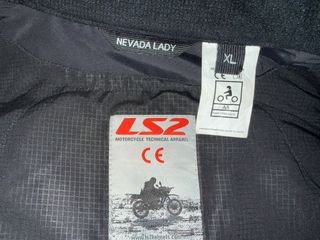 NEVADA LADY
XL
CE
LS2
MOTORCYCLE TECHNICAL APPAREL
CE